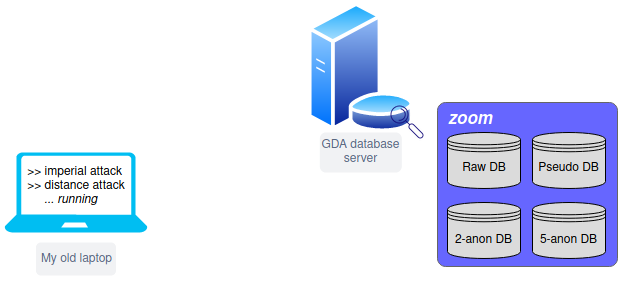 GDA database
server
zoom
Raw DB
Pseudo DB
2-anon DB
5-anon DB
>> imperial attack
>> distance attack
... running
My old laptop